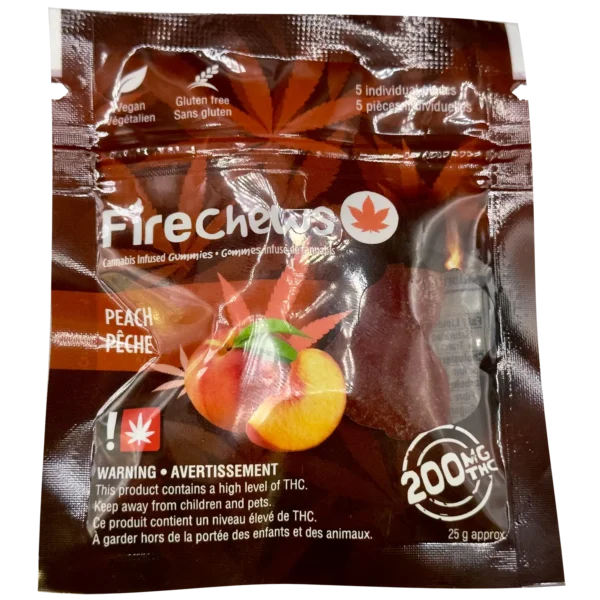 Vegan
Végétalien
Gluten free
Sans gluten
5 individual
5 pièces individuelles
FireChews
Cannabis Infused Gummies • Gommes infusé de cannabis
PEACH
PÊCHE
!
WARNING • AVERTISSEMENT
This product contains a high level of THC.
Keep away from children and pets.
Ce produit contient un niveau élevé de THC.
À garder hors de la portée des enfants et des animaux.
200MG
THC
25 g approx.